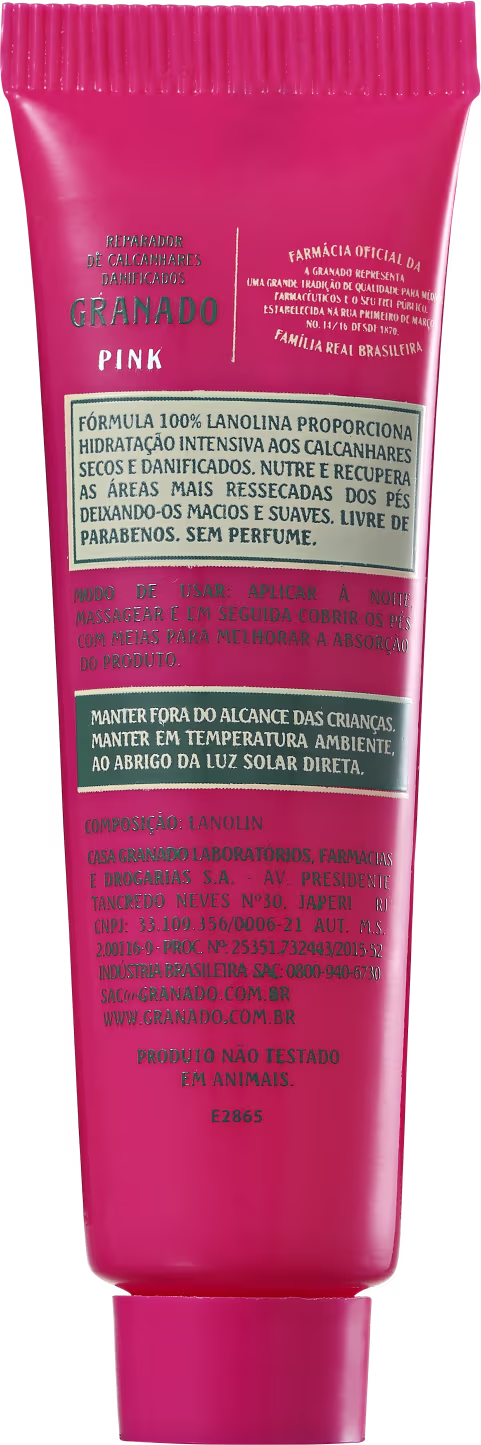 REPARADOR
DE CALCANHARES
DANIFICADOS
GRANADO
PINK
FARMÁCIA OFICIAL DA
A GRANADO REPRESENTA
UMA GRANDE TRADIÇÃO DE QUALIDADE PARA
FARMACÊUTICOS E O SEU FIEL PÚBLICO.
ESTABELECIDA NA RUA PRIMEIRO DE
NO. 14/16 DESDE 1870.
FAMÍLIA REAL BRASILEIRA
FÓRMULA 100% LANOLINA PROPORCIONA
HIDRATAÇÃO INTENSIVA AOS CALCANHARES
SECOS E DANIFICADOS. NUTRE E RECUPERA
AS ÁREAS MAIS RESSECADAS DOS PÉS
DEIXANDO-OS MACIOS E SUAVES. LIVRE DE
PARABENOS. SEM PERFUME.
MODO DE USAR: APLICAR À NOITE,
MASSAGEAR E EM SEGUIDA COBRIR OS PÉS
COM MEIAS PARA MELHORAR A ABSORÇÃO
DO PRODUTO.
MANTER FORA DO ALCANCE DAS CRIANÇAS.
MANTER EM TEMPERATURA AMBIENTE,
AO ABRIGO DA LUZ SOLAR DIRETA.
COMPOSIÇÃO: LANOLIN
CASA GRANADO LABORATÓRIOS, FARMÁCIAS
E DROGARIAS S.A. - AV. PRESIDENTE
TANCREDO NEVES Nº30, JAPERI RJ
CNPJ: 33.109.356/0006-21 AUT. M.S.
2.00116-9 - PROC. Nº: 25351.732443/2015-52
INDÚSTRIA BRASILEIRA SAC: 0800-940-6730
SAC@GRANADO.COM.BR
WWW.GRANADO.COM.BR
PRODUTO NÃO TESTADO
EM ANIMAIS.
E2865